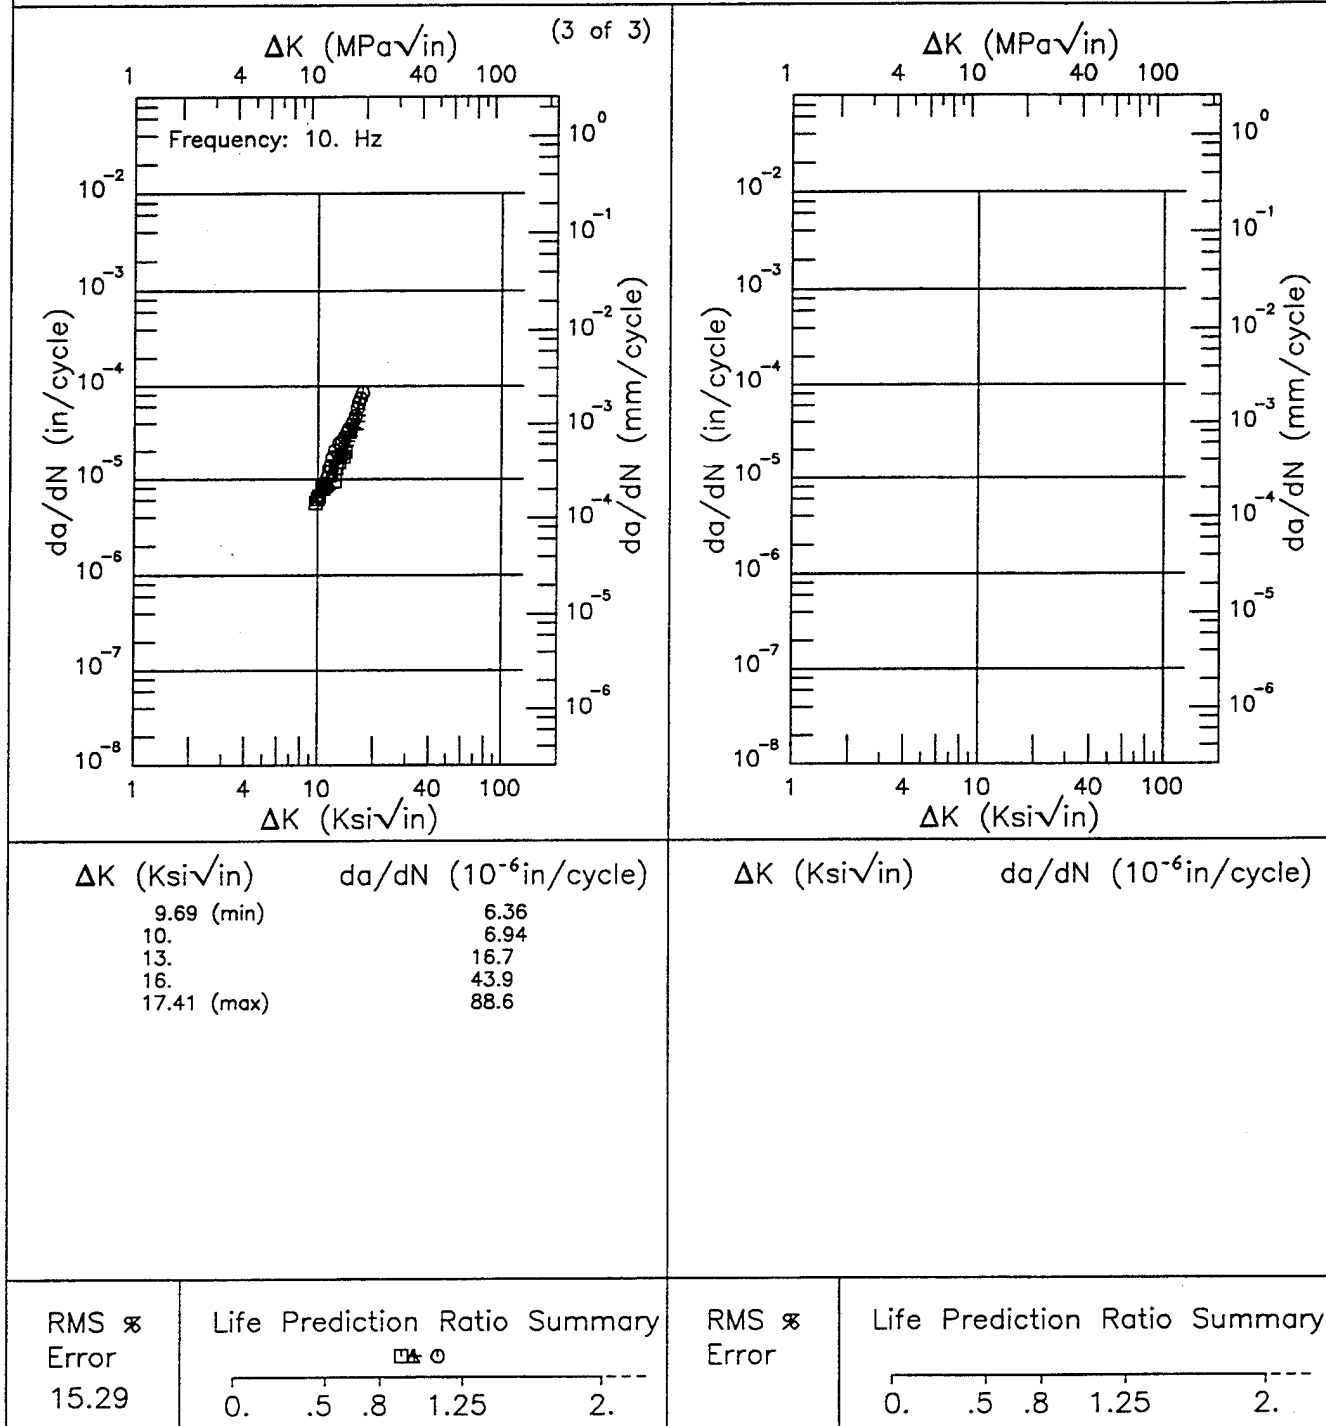 (3 of 3)
ΔK (MPa√in)
1 4 10 40 100
Frequency: 10. Hz
10⁰
10⁻²
10⁻¹
10⁻³
10⁻²
10⁻⁴
10⁻³
10⁻⁵
10⁻⁴
10⁻⁶
10⁻⁵
10⁻⁷
10⁻⁶
10⁻⁸
da/dN (in/cycle)
da/dN (mm/cycle)
1 4 10 40 100
ΔK (Ksi√in)
ΔK (MPa√in)
1 4 10 40 100
10⁰
10⁻²
10⁻¹
10⁻³
10⁻²
10⁻⁴
10⁻³
10⁻⁵
10⁻⁴
10⁻⁶
10⁻⁵
10⁻⁷
10⁻⁶
10⁻⁸
da/dN (in/cycle)
da/dN (mm/cycle)
1 4 10 40 100
ΔK (Ksi√in)
ΔK (Ksi√in) da/dN (10⁻⁶in/cycle)
9.69 (min) 6.36
10. 6.94
13. 16.7
16. 43.9
17.41 (max) 88.6
ΔK (Ksi√in) da/dN (10⁻⁶in/cycle)
RMS %
Error
15.29
Life Prediction Ratio Summary
0. .5 .8 1.25 2.
RMS %
Error
Life Prediction Ratio Summary
0. .5 .8 1.25 2.